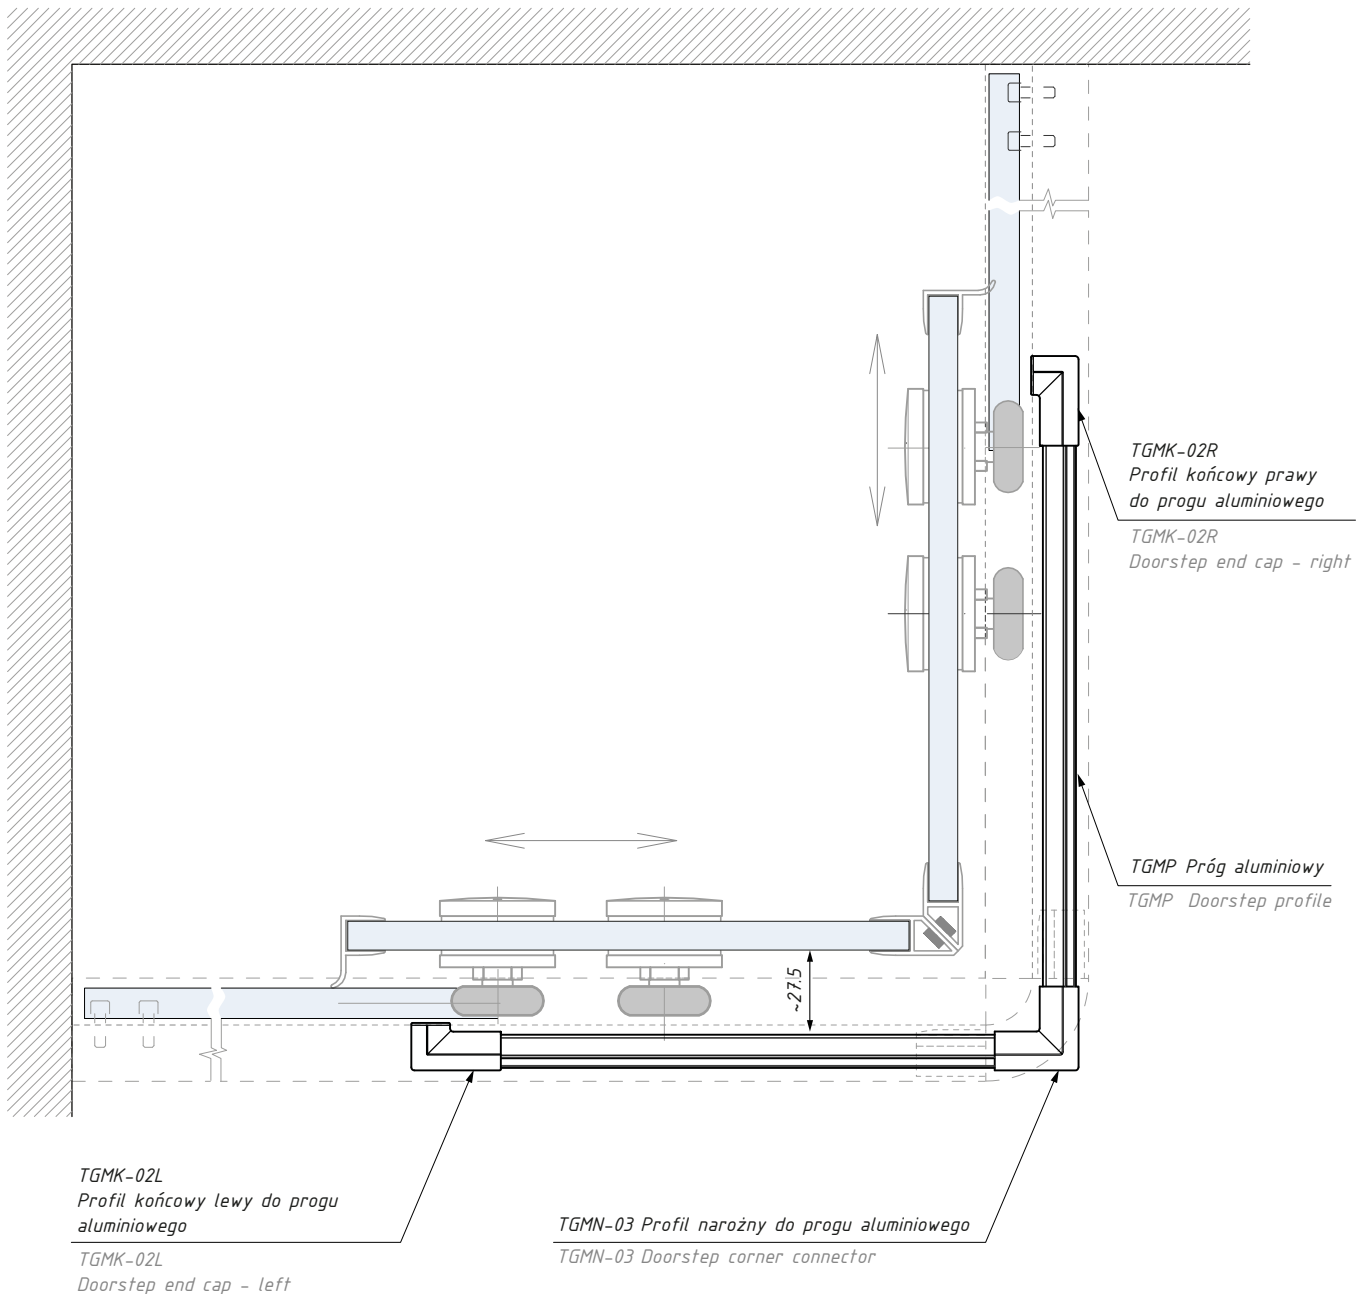 TGMK-02R
Profil końcowy prawy
do progu aluminiowego
TGMK-02R
Doorstep end cap - right
TGMP Próg aluminiowy
TGMP Doorstep profile
~27.5
TGMK-02L
Profil końcowy lewy do progu
aluminiowego
TGMK-02L
Doorstep end cap - left
TGMN-03 Profil narożny do progu aluminiowego
TGMN-03 Doorstep corner connector